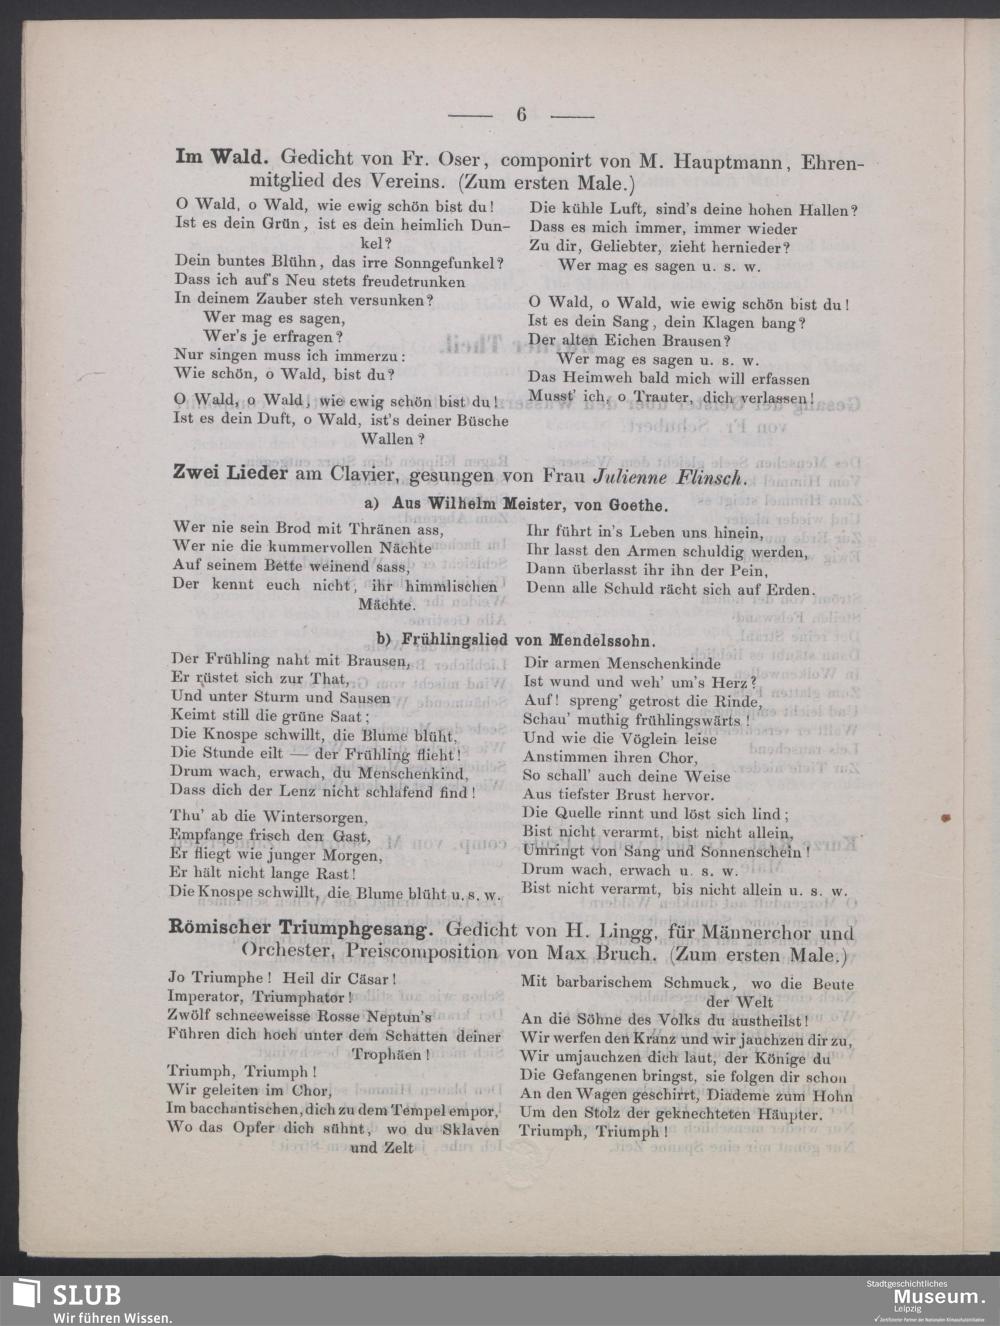 6
Im Wald. Gedicht von Fr. Oser, componirt von M. Hauptmann, Ehren-
mitglied des Vereins. (Zum ersten Male.)
O Wald, o Wald, wie ewig schön bist du!
Ist es dein Grün, ist es dein heimlich Dun-
kel?
Dein buntes Blühn, das irre Sonngefunkel?
Dass ich auf's Neu stets freudetrunken
In deinem Zauber steh versunken?
Wer mag es sagen,
Wer's je erfragen?
Nur singen muss ich immerzu:
Wie schön, o Wald, bist du?
O Wald, o Wald, wie ewig schön bist du!
Ist es dein Duft, o Wald, ist's deiner Büsche
Wallen?
Die kühle Luft, sind's deine hohen Hallen?
Dass es mich immer, immer wieder
Zu dir, Geliebter, zieht hernieder?
Wer mag es sagen u. s. w.
O Wald, o Wald, wie ewig schön bist du!
Ist es dein Sang, dein Klagen bang?
Der alten Eichen Brausen?
Wer mag es sagen u. s. w.
Das Heimweh bald mich will erfassen
Musst' ich, o Trauter, dich verlassen!
Zwei Lieder am Clavier, gesungen von Frau Julienne Flinsch.
a) Aus Wilhelm Meister, von Goethe.
Wer nie sein Brod mit Thränen ass,
Wer nie die kummervollen Nächte
Auf seinem Bette weinend sass,
Der kennt euch nicht, ihr himmlischen
Mächte.
Ihr führt in's Leben uns hinein,
Ihr lasst den Armen schuldig werden,
Dann überlasst ihr ihn der Pein,
Denn alle Schuld rächt sich auf Erden.
b) Frühlingslied von Mendelssohn.
Der Frühling naht mit Brausen,
Er rüstet sich zur That,
Und unter Sturm und Sausen
Keimt still die grüne Saat;
Die Knospe schwillt, die Blume blüht,
Die Stunde eilt — der Frühling flieht!
Drum wach, erwach, du Menschenkind,
Dass dich der Lenz nicht schlafend find!
Thu' ab die Wintersorgen,
Empfange frisch den Gast,
Er fliegt wie junger Morgen,
Er hält nicht lange Rast!
Die Knospe schwillt, die Blume blüht u. s. w.
Dir armen Menschenkinde
Ist wund und weh' um's Herz?
Auf! spreng' getrost die Rinde,
Schau' muthig frühlingswärts!
Und wie die Vöglein leise
Anstimmen ihren Chor,
So schall' auch deine Weise
Aus tiefster Brust hervor.
Die Quelle rinnt und löst sich lind;
Bist nicht verarmt, bist nicht allein,
Umringt von Sang und Sonnenschein!
Drum wach, erwach u. s. w.
Bist nicht verarmt, bis nicht allein u. s. w.
Römischer Triumphgesang. Gedicht von H. Lingg, für Männerchor und
Orchester, Preiscomposition von Max Bruch. (Zum ersten Male.)
Jo Triumphe! Heil dir Cäsar!
Imperator, Triumphator!
Zwölf schneeweisse Rosse Neptun's
Führen dich hoch unter dem Schatten deiner
Trophäen!
Triumph, Triumph!
Wir geleiten im Chor,
Im bacchantischen, dich zu dem Tempel empor,
Wo das Opfer dich sühnt, wo du Sklaven
und Zelt
Mit barbarischem Schmuck, wo die Beute
der Welt
An die Söhne des Volks du austheilst!
Wir werfen den Kranz und wir jauchzen dir zu,
Wir umjauchzen dich laut, der Könige du
Die Gefangenen bringst, sie folgen dir schon
An den Wagen geschirrt, Diademe zum Hohn
Um den Stolz der geknechteten Häupter.
Triumph, Triumph!
SLUB
Wir führen Wissen.
Stadtgeschichtliches
Museum.
Leipzig